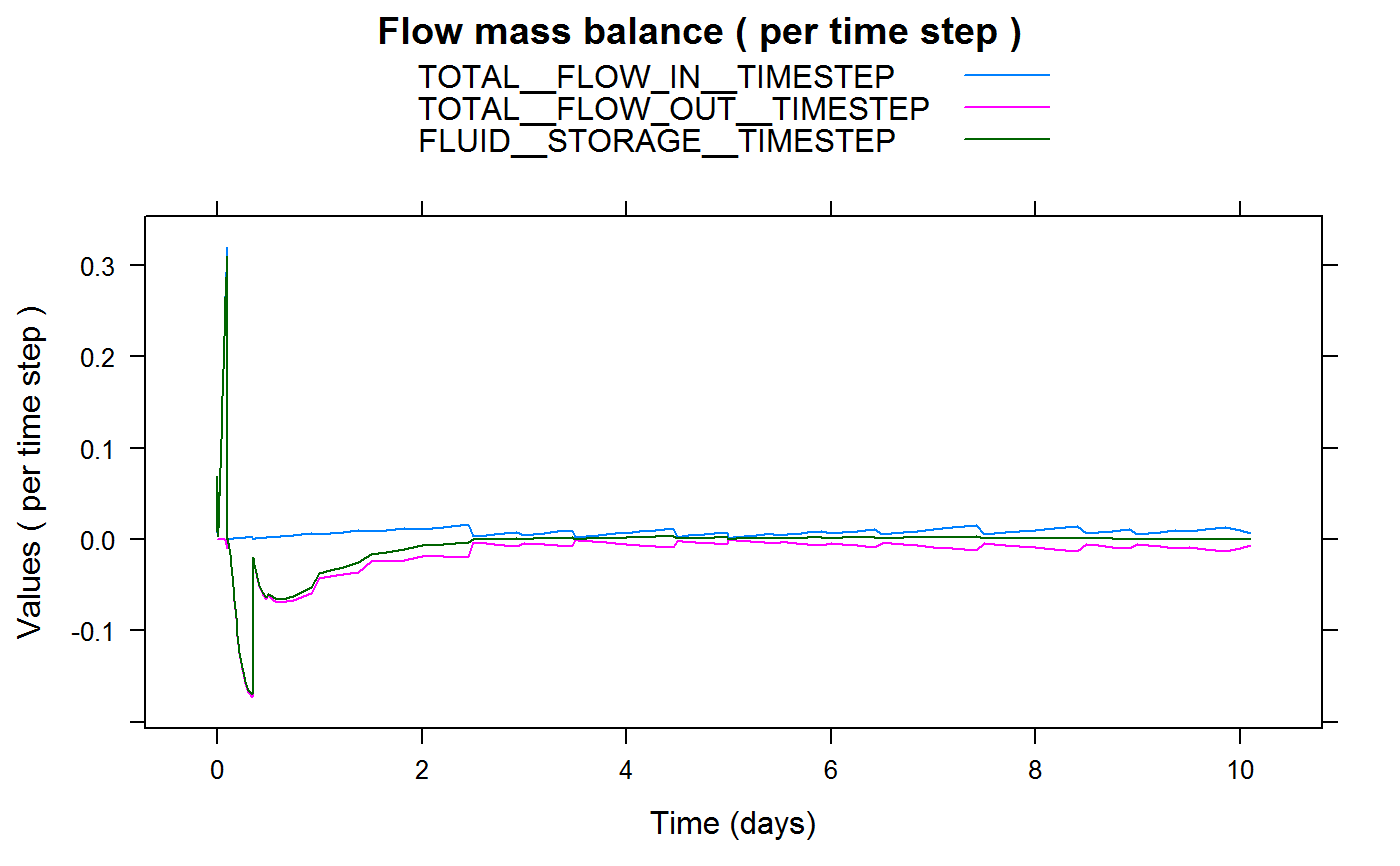 Flow mass balance ( per time step )
TOTAL__FLOW_IN__TIMESTEP
TOTAL__FLOW_OUT__TIMESTEP
FLUID__STORAGE__TIMESTEP
Values ( per time step )
0.3
0.2
0.1
0.0
-0.1
0 2 4 6 8 10
Time (days)